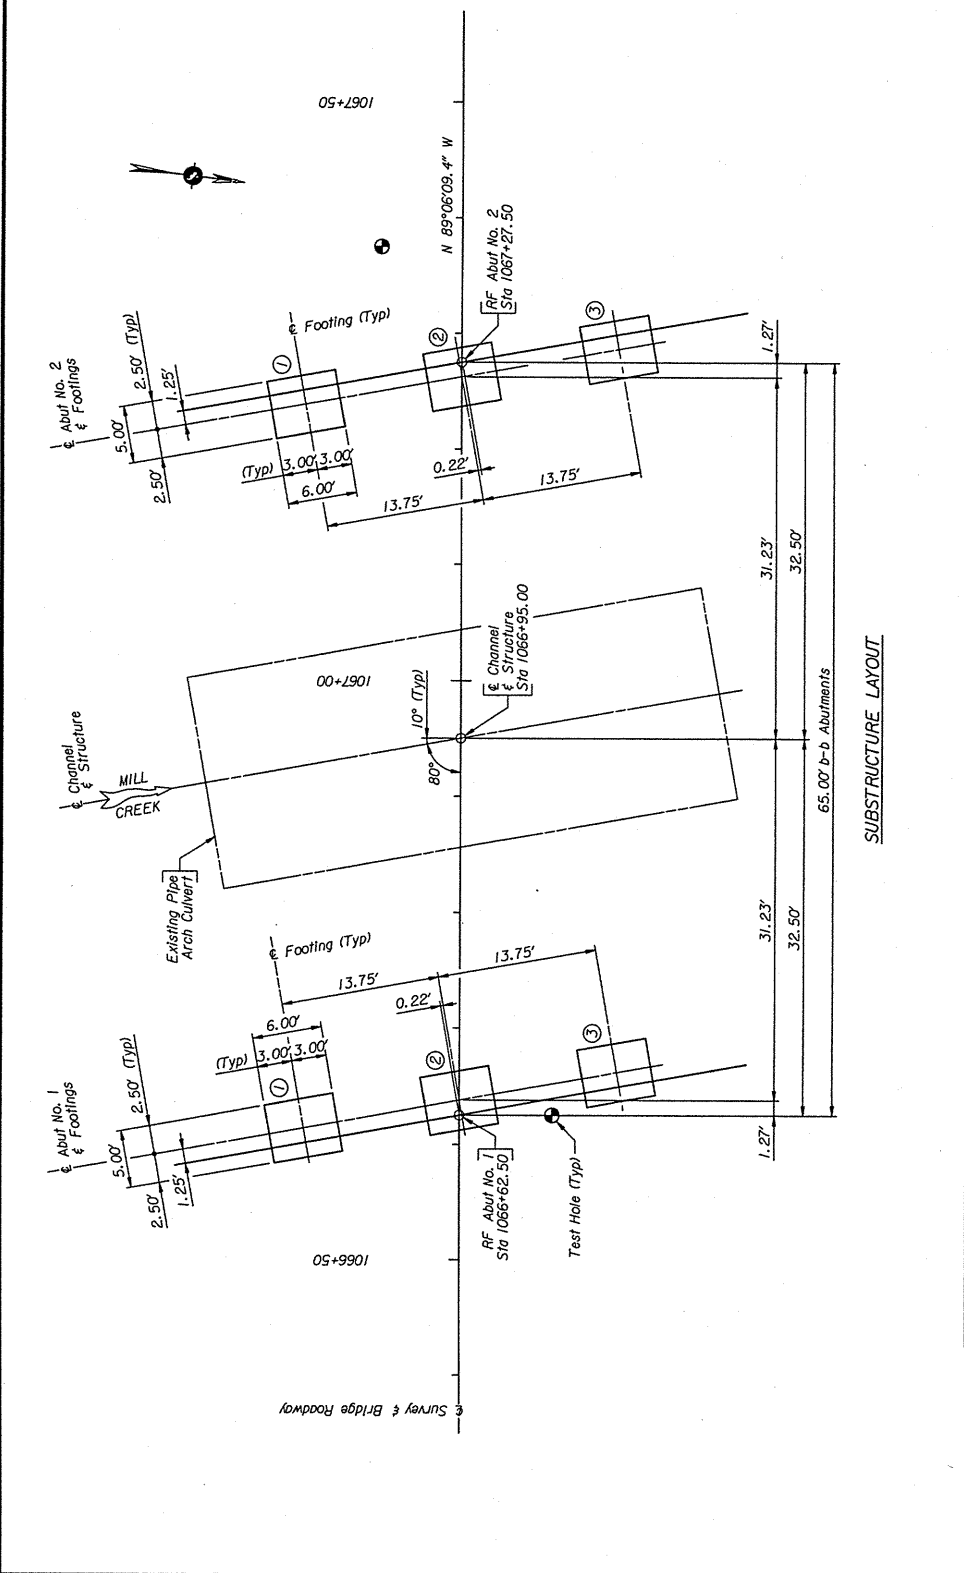 ℄ Abut No. 1
& Footings
5.00'
2.50'
2.50' (Typ)
1.25'
(Typ)
3.00'
3.00'
6.00'
℄ Footing (Typ)
13.75'
13.75'
0.22'
1
2
3
RF Abut No. 1
Sta 1066+62.50
Test Hole (Typ)
1066+50
℄ Survey & Bridge Roadway
℄ Channel
& Structure
MILL
CREEK
Existing Pipe
Arch Culvert
1067+00
10° (Typ)
80°
℄ Channel
& Structure
Sta 1066+95.00
℄ Abut No. 2
& Footings
5.00'
2.50'
2.50' (Typ)
1.25'
(Typ)
3.00'
3.00'
6.00'
℄ Footing (Typ)
13.75'
13.75'
0.22'
1
2
3
RF Abut No. 2
Sta 1067+27.50
N 89°06'09.4" W
1067+50
1.27'
31.23'
31.23'
1.27'
32.50'
32.50'
65.00' b-b Abutments
SUBSTRUCTURE LAYOUT